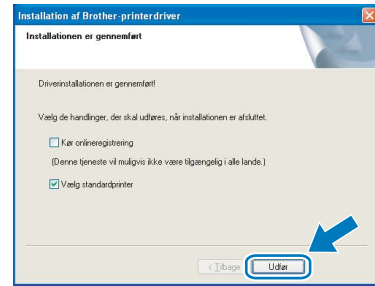 Installation af Brother-printerdriver
Installationen er gennemført
Driverinstallationen er gennemført!
Vælg de handlinger, der skal udføres, når installationen er afsluttet.
Kør onlineregistrering
(Denne tjeneste vil muligvis ikke være tilgængelig i alle lande.)
Vælg standardprinter
< Tilbage
Udfør